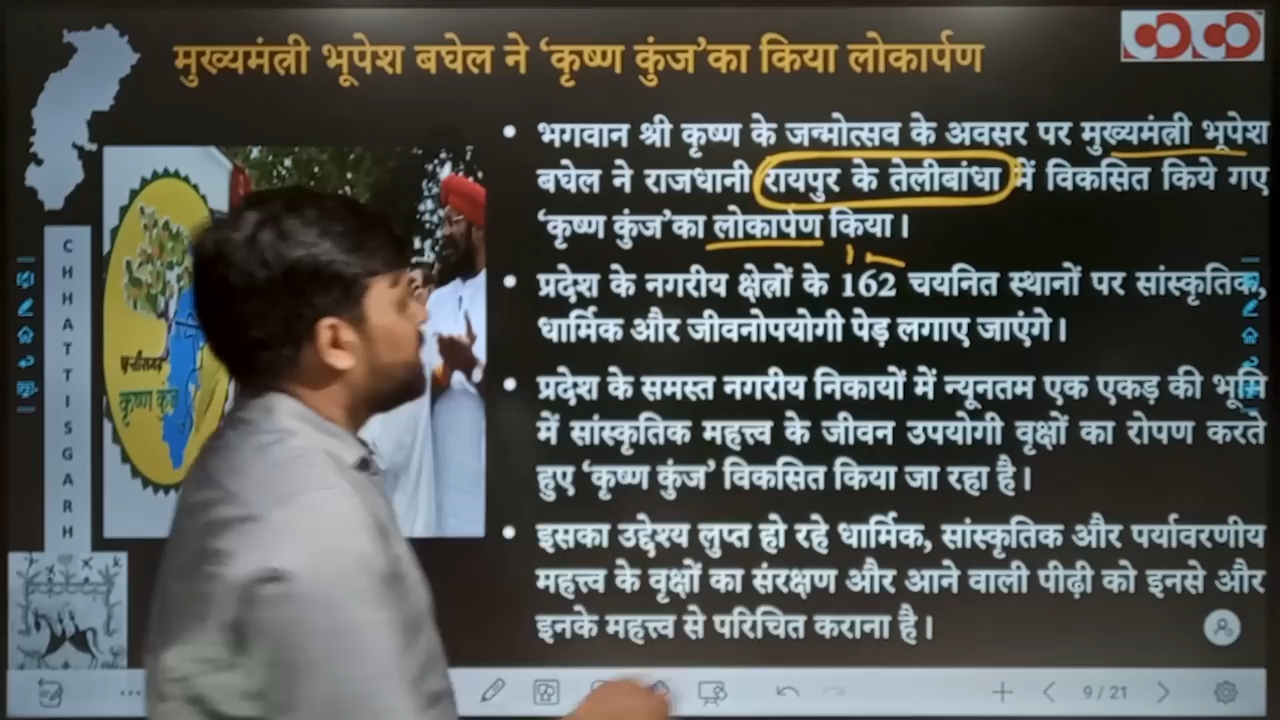 मुख्यमंत्री भूपेश बघेल ने ‘कृष्ण कुंज’का किया लोकार्पण
• भगवान श्री कृष्ण के जन्मोत्सव के अवसर पर मुख्यमंत्री भूपेश
बघेल ने राजधानी रायपुर के तेलीबांधा में विकसित किये गए
‘कृष्ण कुंज’का लोकार्पण किया।
• प्रदेश के नगरीय क्षेत्रों के 162 चयनित स्थानों पर सांस्कृतिक,
धार्मिक और जीवनोपयोगी पेड़ लगाए जाएंगे।
• प्रदेश के समस्त नगरीय निकायों में न्यूनतम एक एकड़ की भूमि
में सांस्कृतिक महत्त्व के जीवन उपयोगी वृक्षों का रोपण करते
हुए ‘कृष्ण कुंज’ विकसित किया जा रहा है।
• इसका उद्देश्य लुप्त हो रहे धार्मिक, सांस्कृतिक और पर्यावरणीय
महत्त्व के वृक्षों का संरक्षण और आने वाली पीढ़ी को इनसे और
इनके महत्त्व से परिचित कराना है।
CHHATTISGARH
छत्तीसगढ़
कृष्ण कुंज
9 / 21